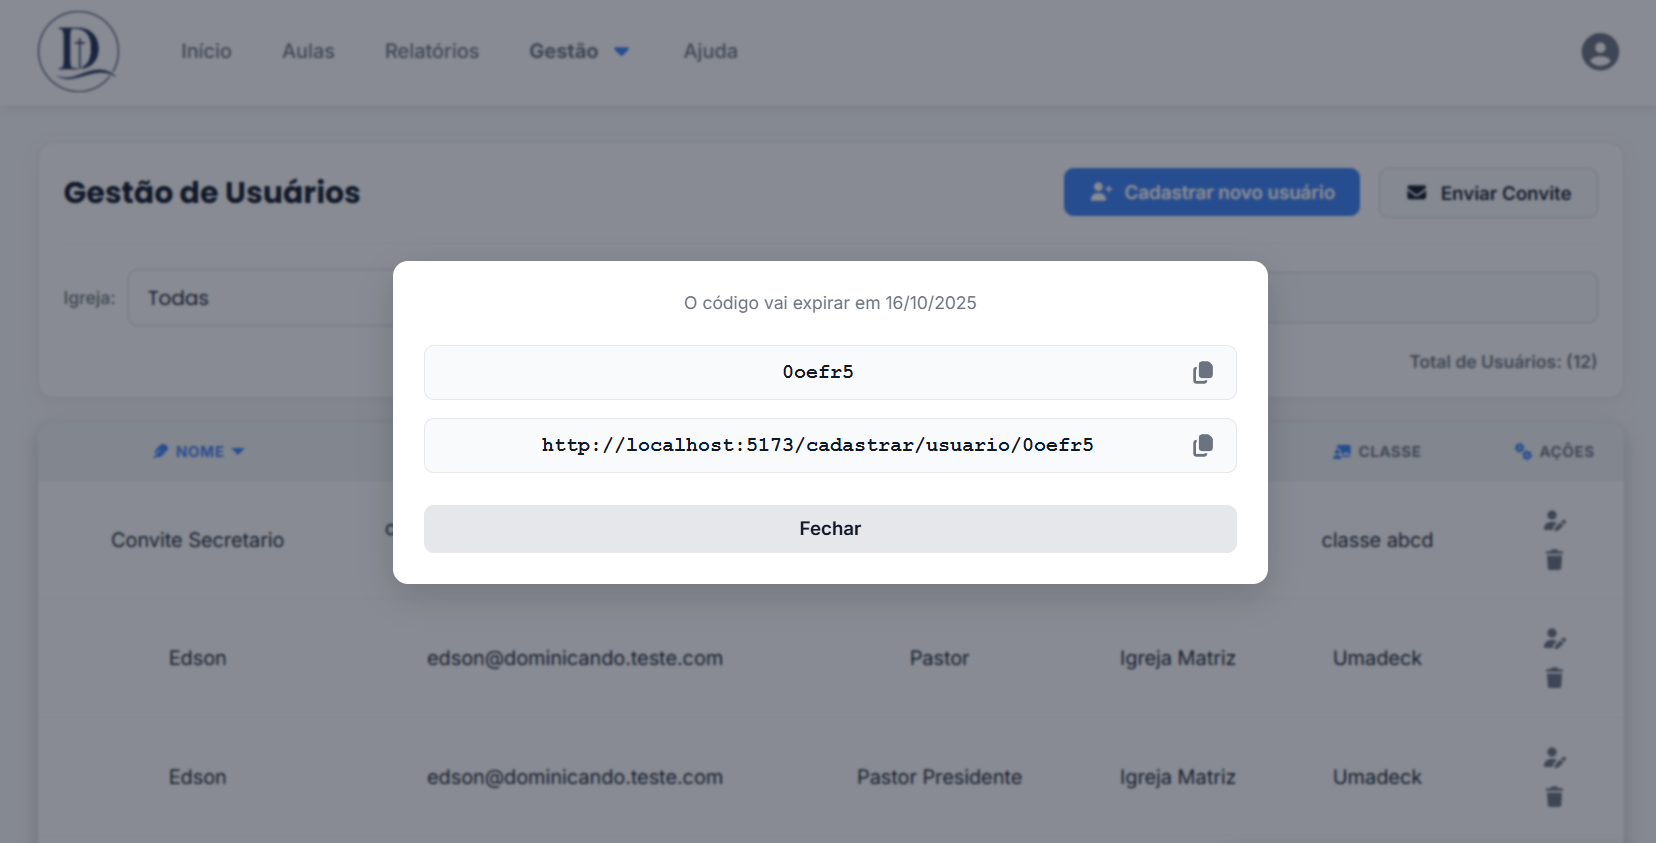 Início Aulas Relatórios Gestão Ajuda
Gestão de Usuários
Cadastrar novo usuário
Enviar Convite
Igreja: Todas
Total de Usuários: (12)
O código vai expirar em 16/10/2025
0oefr5
http://localhost:5173/cadastrar/usuario/0oefr5
Fechar
NOME CLASSE AÇÕES
Convite Secretario classe abcd
Edson edson@dominicando.teste.com Pastor Igreja Matriz Umadeck
Edson edson@dominicando.teste.com Pastor Presidente Igreja Matriz Umadeck